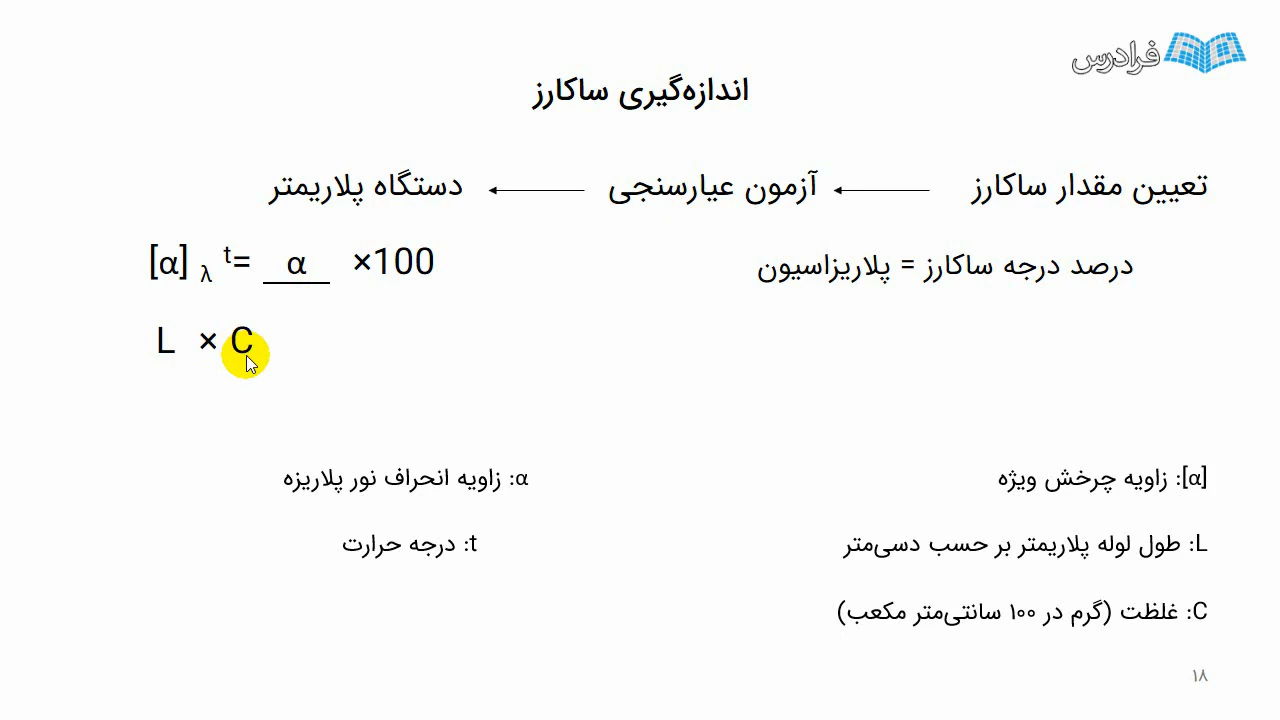 فرادرس
اندازه‌گیری ساکارز
تعیین مقدار ساکارز ← آزمون عیارسنجی ← دستگاه پلاریمتر
درصد درجه ساکارز = پلاریزاسیون
[α] λ t= α ×100
L × C
[α]: زاویه چرخش ویژه
α: زاویه انحراف نور پلاریزه
L: طول لوله پلاریمتر بر حسب دسی‌متر
t: درجه حرارت
C: غلظت (گرم در ۱۰۰ سانتی‌متر مکعب)
۱۸